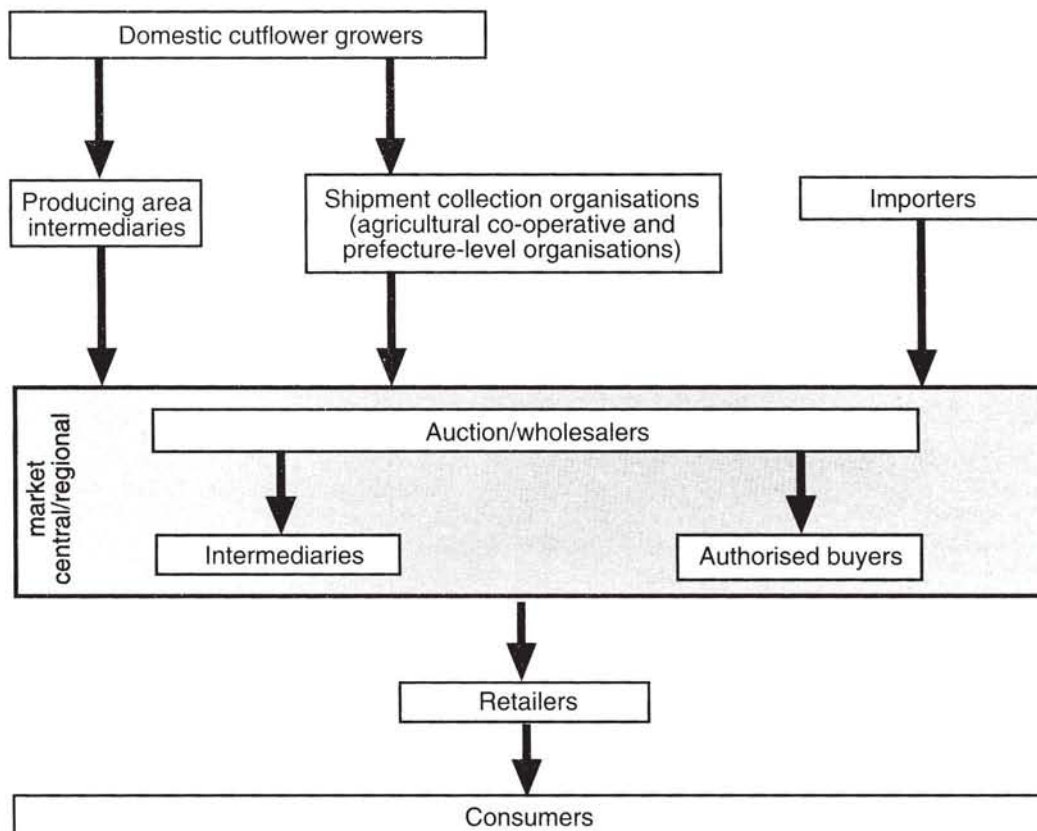 Domestic cutflower growers
Producing area
intermediaries
Shipment collection organisations
(agricultural co-operative and
prefecture-level organisations)
Importers
market
central/regional
Auction/wholesalers
Intermediaries
Authorised buyers
Retailers
Consumers